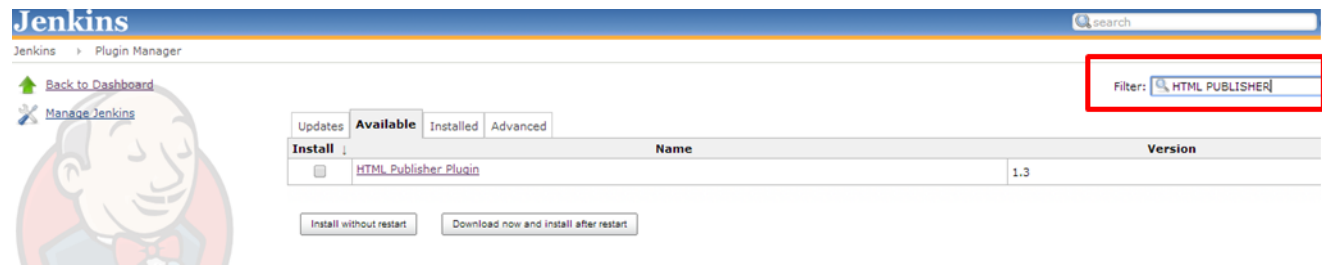 Jenkins
search
Jenkins Plugin Manager
Back to Dashboard
Filter: HTML PUBLISHER
Manage Jenkins
Updates Available Installed Advanced
Install ↓ Name Version
HTML Publisher Plugin 1.3
Install without restart Download now and install after restart